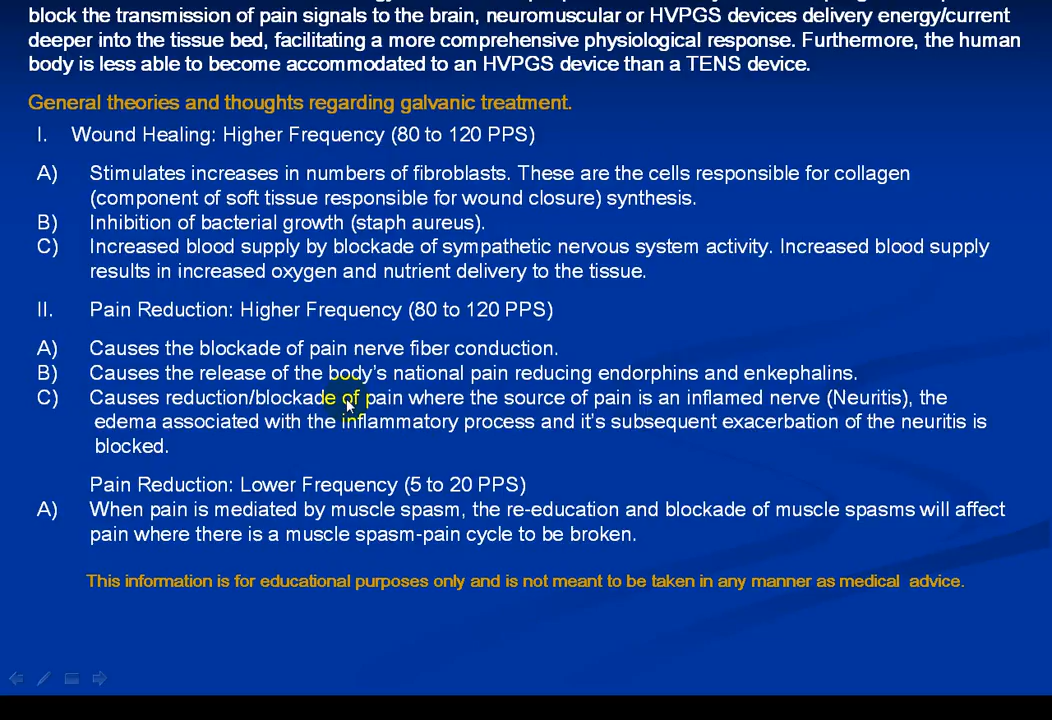 block the transmission of pain signals to the brain, neuromuscular or HVPGS devices delivery energy/current
deeper into the tissue bed, facilitating a more comprehensive physiological response. Furthermore, the human
body is less able to become accommodated to an HVPGS device than a TENS device.
General theories and thoughts regarding galvanic treatment.
I. Wound Healing: Higher Frequency (80 to 120 PPS)
A) Stimulates increases in numbers of fibroblasts. These are the cells responsible for collagen
(component of soft tissue responsible for wound closure) synthesis.
B) Inhibition of bacterial growth (staph aureus).
C) Increased blood supply by blockade of sympathetic nervous system activity. Increased blood supply
results in increased oxygen and nutrient delivery to the tissue.
II. Pain Reduction: Higher Frequency (80 to 120 PPS)
A) Causes the blockade of pain nerve fiber conduction.
B) Causes the release of the body's national pain reducing endorphins and enkephalins.
C) Causes reduction/blockade of pain where the source of pain is an inflamed nerve (Neuritis), the
edema associated with the inflammatory process and it's subsequent exacerbation of the neuritis is
blocked.
Pain Reduction: Lower Frequency (5 to 20 PPS)
A) When pain is mediated by muscle spasm, the re-education and blockade of muscle spasms will affect
pain where there is a muscle spasm-pain cycle to be broken.
This information is for educational purposes only and is not meant to be taken in any manner as medical advice.